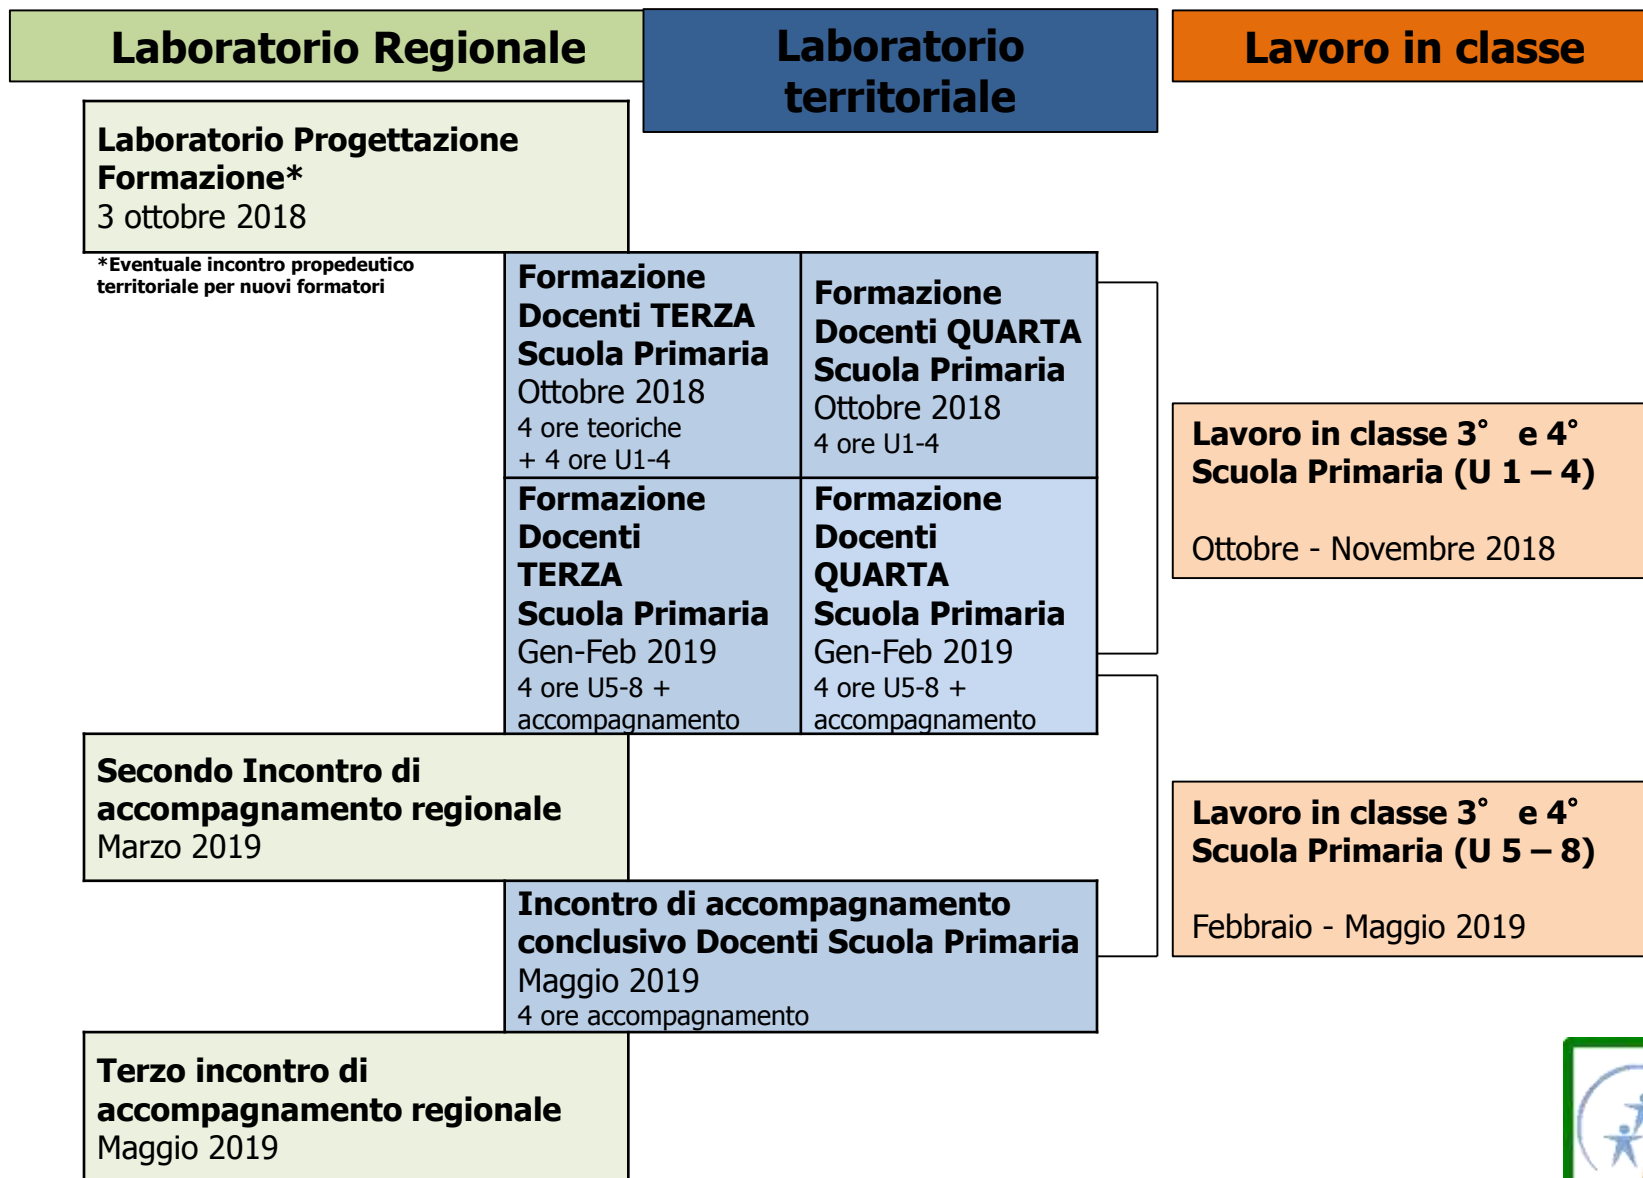 Laboratorio Regionale
Laboratorio
territoriale
Lavoro in classe
Laboratorio Progettazione
Formazione*
3 ottobre 2018
*Eventuale incontro propedeutico
territoriale per nuovi formatori
Formazione
Docenti TERZA
Scuola Primaria
Ottobre 2018
4 ore teoriche
+ 4 ore U1-4
Formazione
Docenti QUARTA
Scuola Primaria
Ottobre 2018
4 ore U1-4
Lavoro in classe 3° e 4°
Scuola Primaria (U 1 – 4)
Ottobre - Novembre 2018
Formazione
Docenti
TERZA
Scuola Primaria
Gen-Feb 2019
4 ore U5-8 +
accompagnamento
Formazione
Docenti
QUARTA
Scuola Primaria
Gen-Feb 2019
4 ore U5-8 +
accompagnamento
Secondo Incontro di
accompagnamento regionale
Marzo 2019
Lavoro in classe 3° e 4°
Scuola Primaria (U 5 – 8)
Febbraio - Maggio 2019
Incontro di accompagnamento
conclusivo Docenti Scuola Primaria
Maggio 2019
4 ore accompagnamento
Terzo incontro di
accompagnamento regionale
Maggio 2019